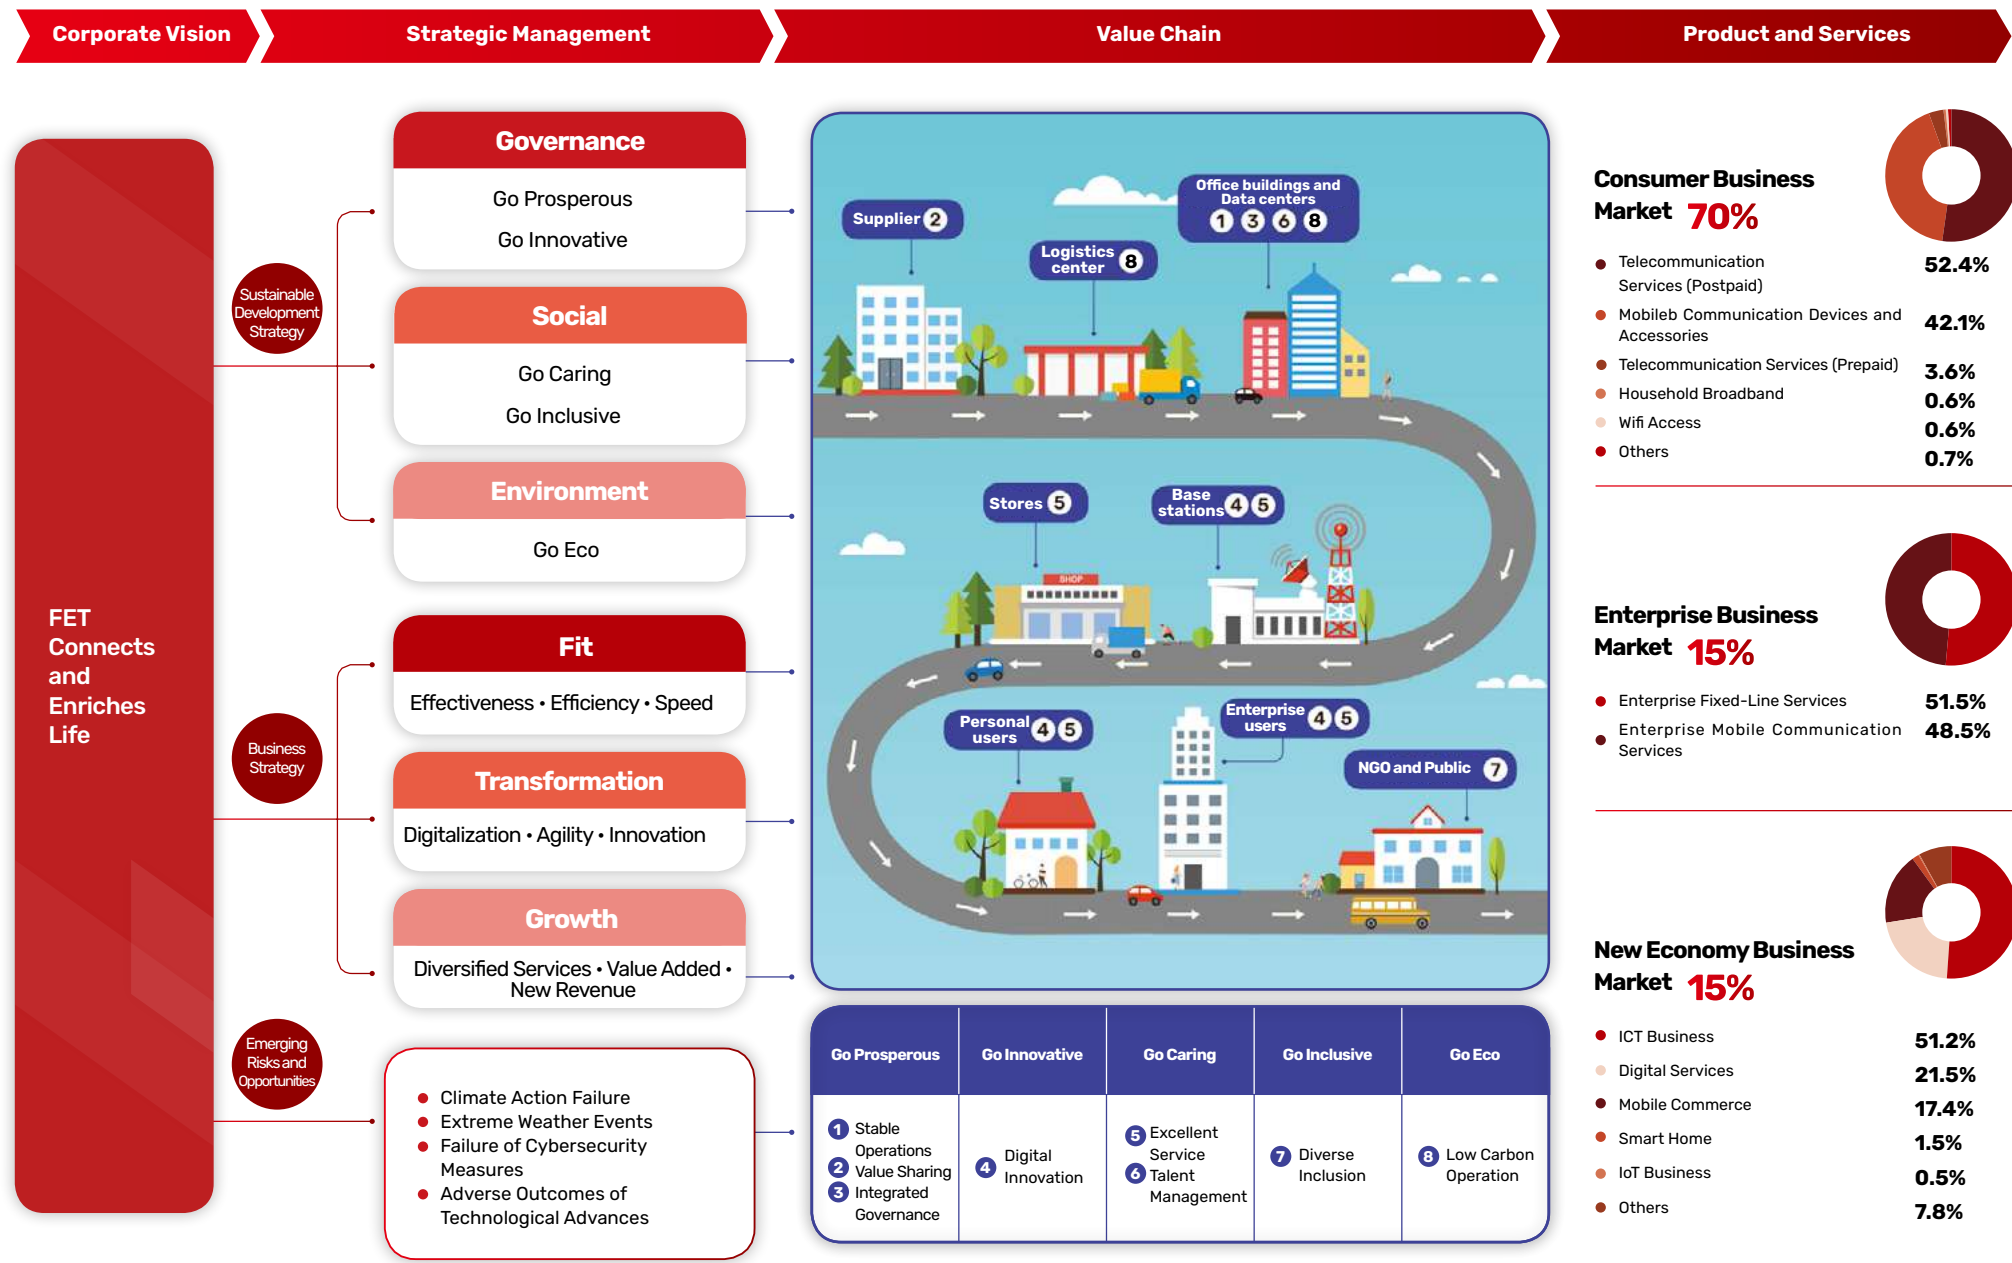 Corporate Vision
Strategic Management
Value Chain
Product and Services
FET
Connects
and
Enriches
Life
Sustainable
Development
Strategy
Business
Strategy
Emerging
Risks and
Opportunities
Governance
Go Prosperous
Go Innovative
Social
Go Caring
Go Inclusive
Environment
Go Eco
Fit
Effectiveness • Efficiency • Speed
Transformation
Digitalization • Agility • Innovation
Growth
Diversified Services • Value Added •
New Revenue
Climate Action Failure
Extreme Weather Events
Failure of Cybersecurity
Measures
Adverse Outcomes of
Technological Advances
Supplier 2
Logistics
center 8
Office buildings and
Data centers
1 3 6 8
Stores 5
Base
stations 4 5
SHOP
Personal
users 4 5
Enterprise
users 4 5
NGO and Public 7
Go Prosperous
Go Innovative
Go Caring
Go Inclusive
Go Eco
1 Stable
Operations
2 Value Sharing
3 Integrated
Governance
4 Digital
Innovation
5 Excellent
Service
6 Talent
Management
7 Diverse
Inclusion
8 Low Carbon
Operation
Consumer Business
Market 70%
Telecommunication
Services (Postpaid) 52.4%
Mobileb Communication Devices and
Accessories 42.1%
Telecommunication Services (Prepaid) 3.6%
Household Broadband 0.6%
Wifi Access 0.6%
Others 0.7%
Enterprise Business
Market 15%
Enterprise Fixed-Line Services 51.5%
Enterprise Mobile Communication
Services 48.5%
New Economy Business
Market 15%
ICT Business 51.2%
Digital Services 21.5%
Mobile Commerce 17.4%
Smart Home 1.5%
IoT Business 0.5%
Others 7.8%